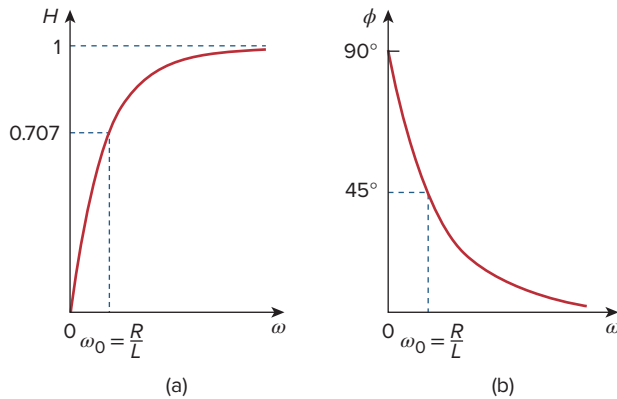 H
1
0.707
0
ω₀ = R/L
ω
(a)
ϕ
90°
45°
0
ω₀ = R/L
ω
(b)